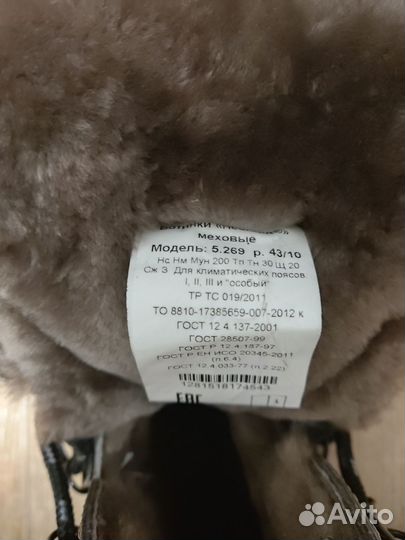 Ботинки
меховые
Модель: 5.269 р. 43/10
Нс Нм Мун 200 Тп Тн 30 Щ 20
Сж З Для климатических поясов
I, II, III и "особый"
ТР ТС 019/2011
ТО 8810-17385659-007-2012 к
ГОСТ 12.4.137-2001
ГОСТ 28507-99
ГОСТ Р 12.4.187-97
ГОСТ Р ЕН ИСО 20345-2011
(п.6.4)
ГОСТ 12.4.033-77 (п.2.22)
1281518174543
ЕАС
Avito